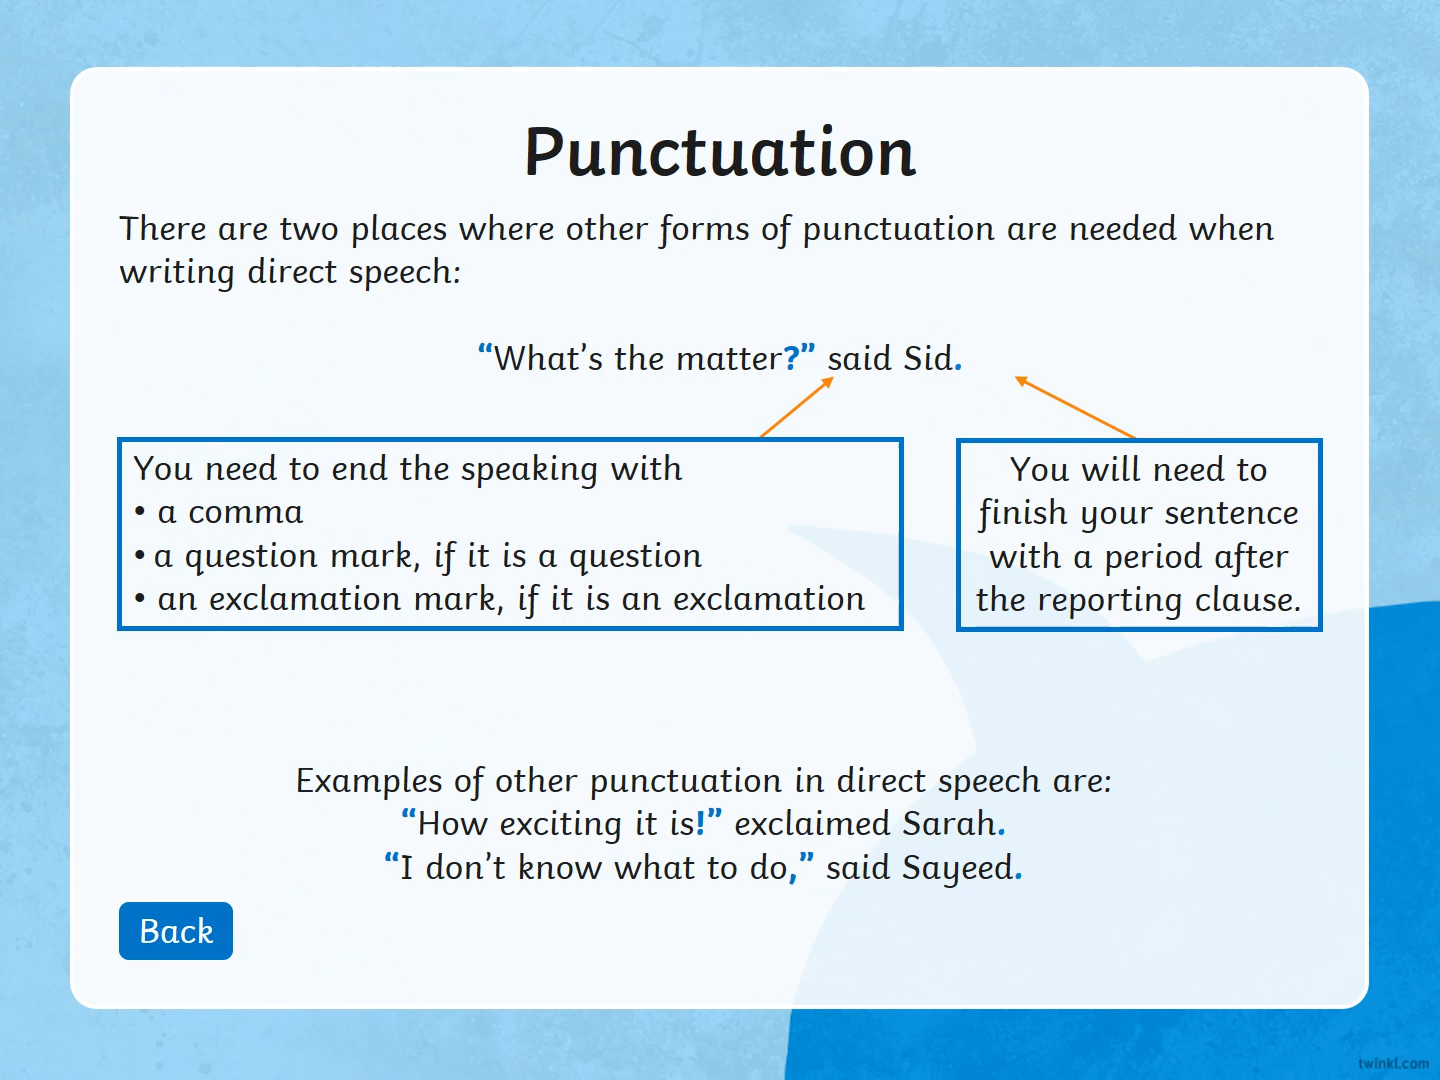 Punctuation
There are two places where other forms of punctuation are needed when
writing direct speech:
“What’s the matter?” said Sid.
You need to end the speaking with
• a comma
• a question mark, if it is a question
• an exclamation mark, if it is an exclamation
You will need to
finish your sentence
with a period after
the reporting clause.
Examples of other punctuation in direct speech are:
“How exciting it is!” exclaimed Sarah.
“I don’t know what to do,” said Sayeed.
Back
twinkl.com